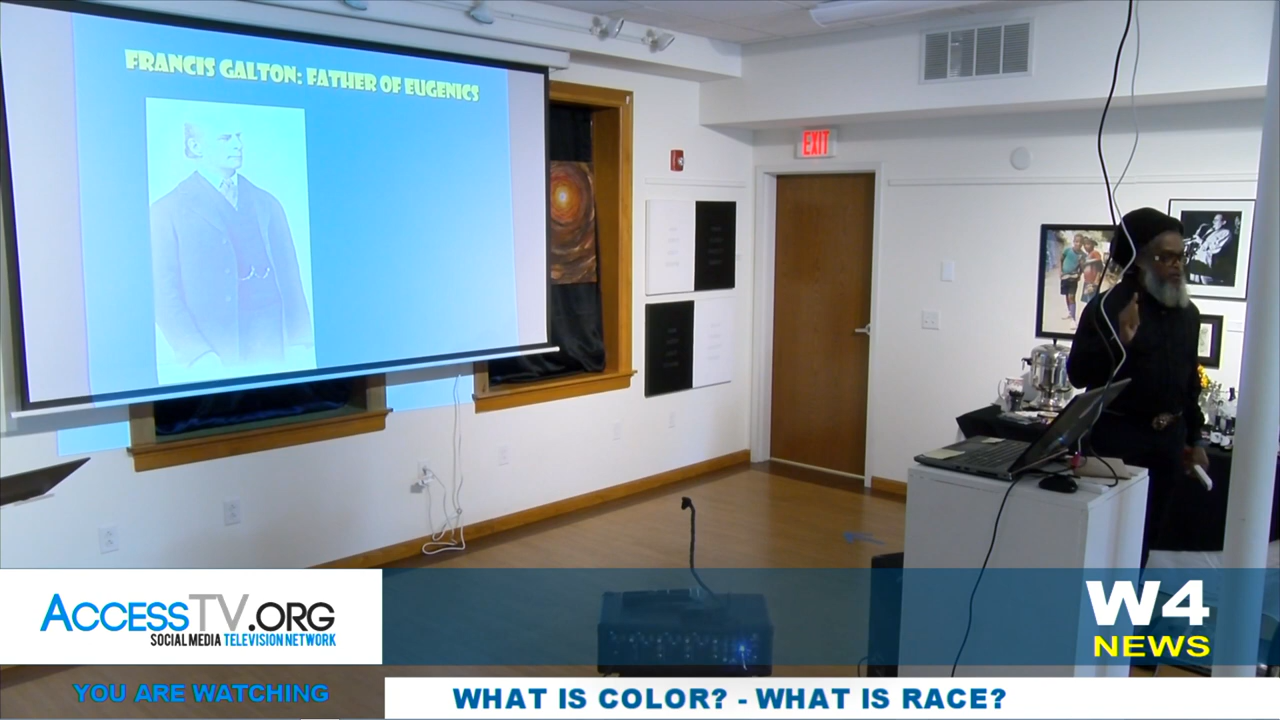 FRANCIS GALTON: FATHER OF EUGENICS
EXIT
ACCESSTV.ORG
SOCIAL MEDIA TELEVISION NETWORK
W4
NEWS
YOU ARE WATCHING
WHAT IS COLOR? - WHAT IS RACE?